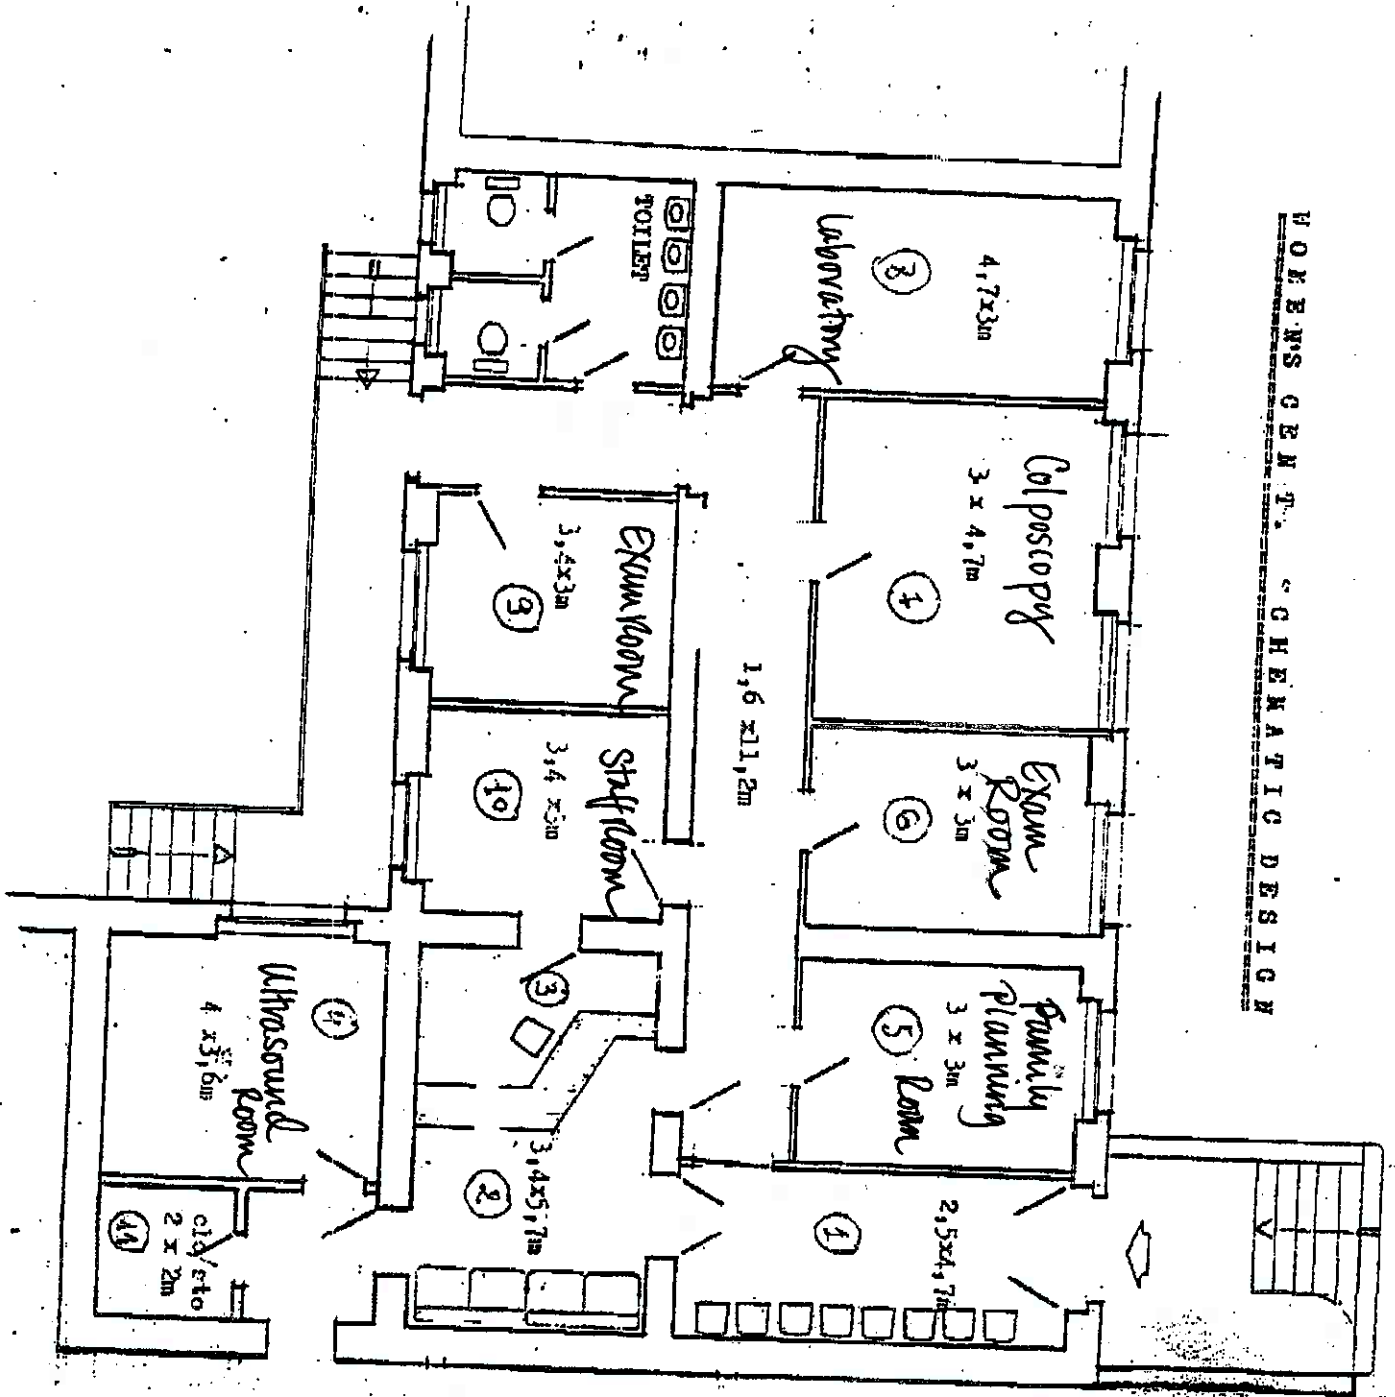 WOMEN'S CENT. SCHEMATIC DESIGN
4,7x3m
8
Laboratory
TOILET
Colposcopy
3 x 4,7m
7
Exam Room
3,4x3m
9
1,6 x11,2m
Exam
Room
3 x 3m
6
Staff Room
3,4 x3m
10
Family
Planning
3 x 3m
5
Room
3
4
Ultrasound
Room
2
3,4x5,7m
1
2,5x4,7m
11
2 x 2m